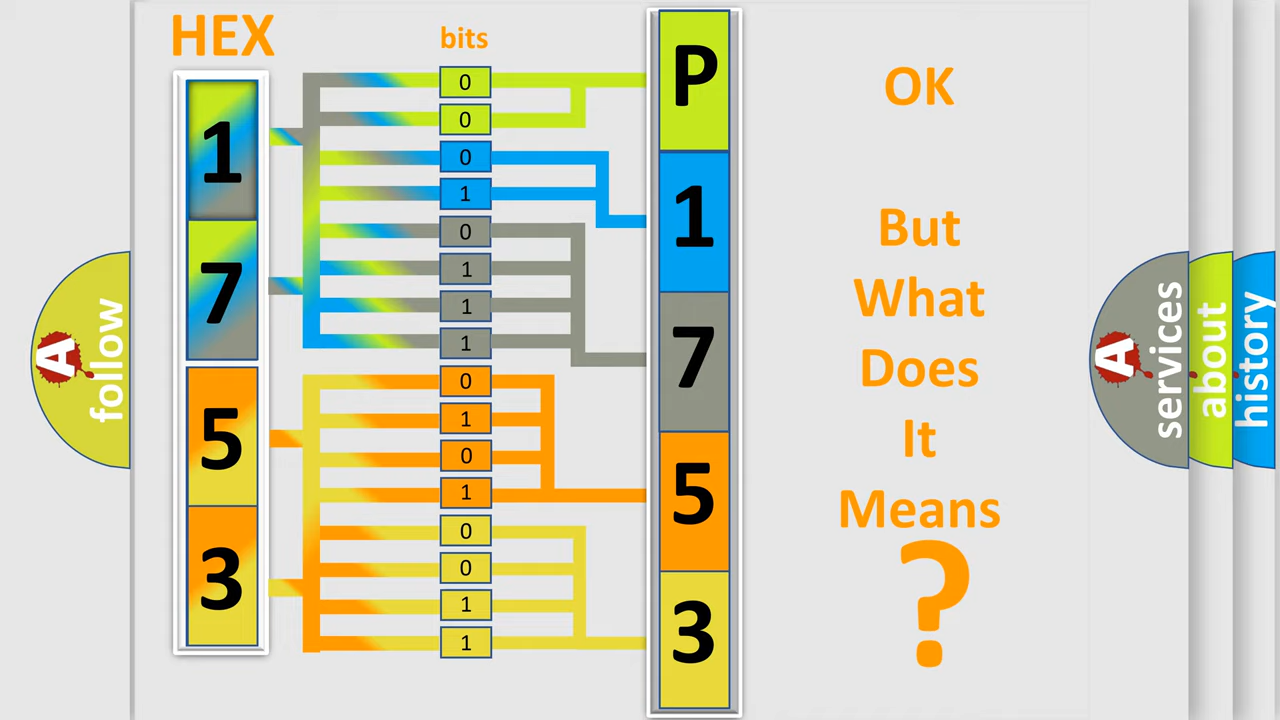 HEX
bits
1
7
5
3
0
0
0
1
0
1
1
1
0
1
0
1
0
0
1
1
P
1
7
5
3
OK
But
What
Does
It
Means
?
A
follow
A
services
about
history